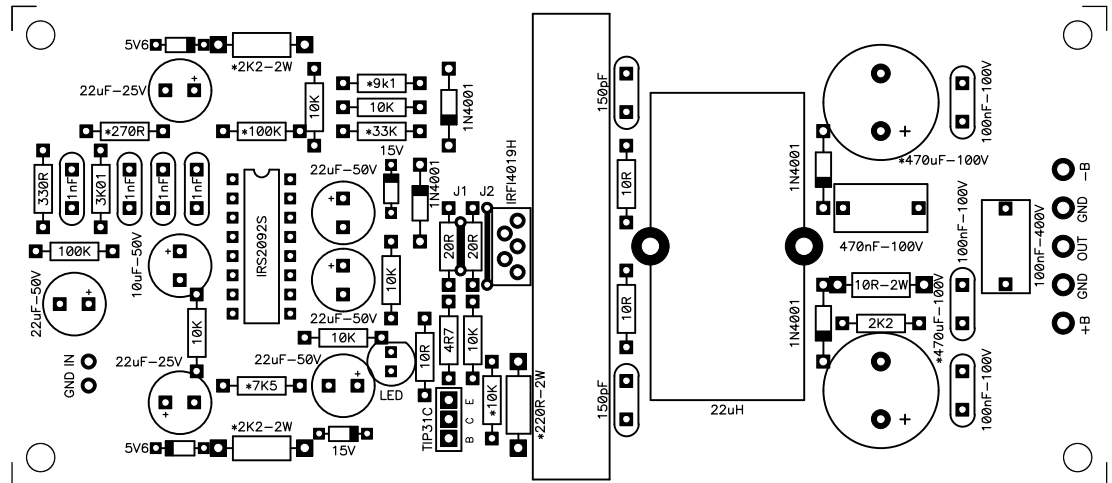 5V6
*2K2-2W
22uF-25V
+
*270R
*100K
10K
*9k1
10K
*33K
1N4001
15V
330R
1nF
3K01
1nF
1nF
1nF
IRS2092S
22uF-50V
+
1N4001
J1
J2
IRFI4019H
20R
20R
100K
10uF-50V
+
22uF-50V
+
+
22uF-50V
10K
10K
10K
4R7
10K
10R
GND IN
22uF-25V
+
22uF-50V
+
*7K5
LED
TIP31C
B C E
*10K
*220R-2W
5V6
*2K2-2W
15V
150pF
10R
10R
150pF
22uH
+
*470uF-100V
100nF-100V
1N4001
470nF-100V
100nF-100V
100nF-400V
-B
GND
OUT
GND
+B
10R-2W
1N4001
2K2
*470uF-100V
+
100nF-100V